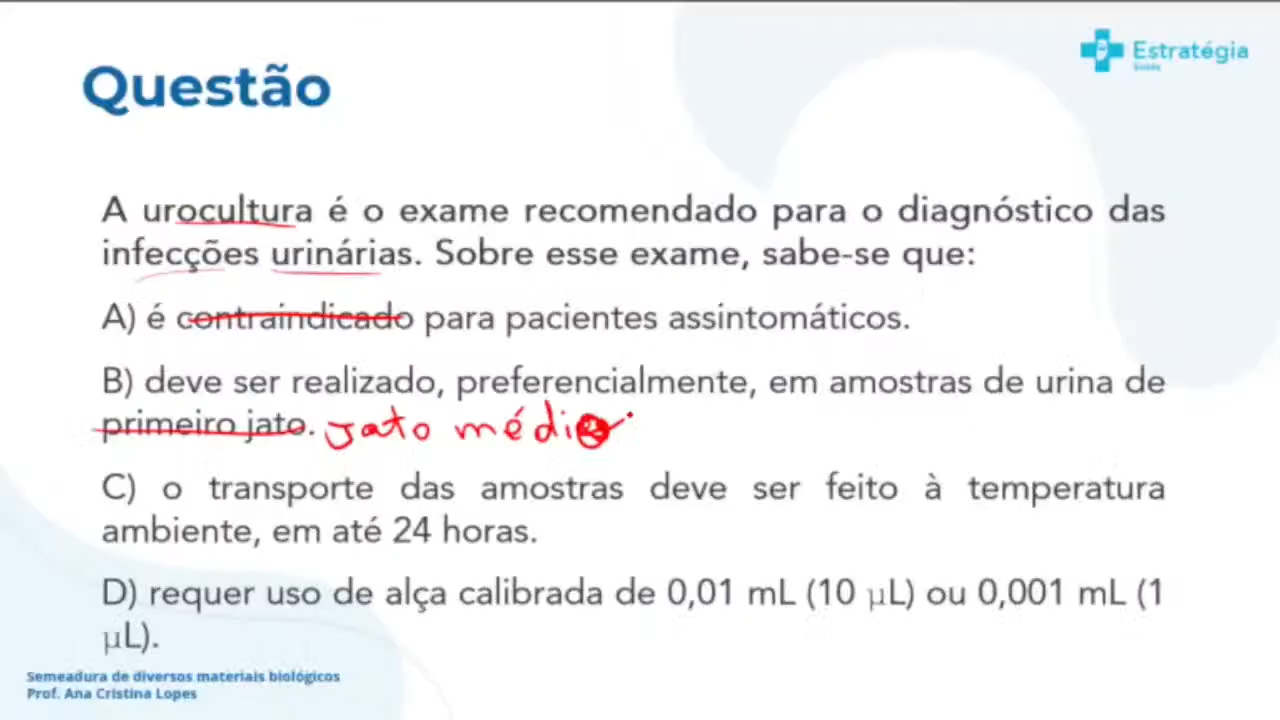 Estratégia
Saúde
Questão
A urocultura é o exame recomendado para o diagnóstico das
infecções urinárias. Sobre esse exame, sabe-se que:
A) é contraindicado para pacientes assintomáticos.
B) deve ser realizado, preferencialmente, em amostras de urina de
primeiro jato. Jato médio
C) o transporte das amostras deve ser feito à temperatura
ambiente, em até 24 horas.
D) requer uso de alça calibrada de 0,01 mL (10 µL) ou 0,001 mL (1
µL).
Semeadura de diversos materiais biológicos
Prof. Ana Cristina Lopes